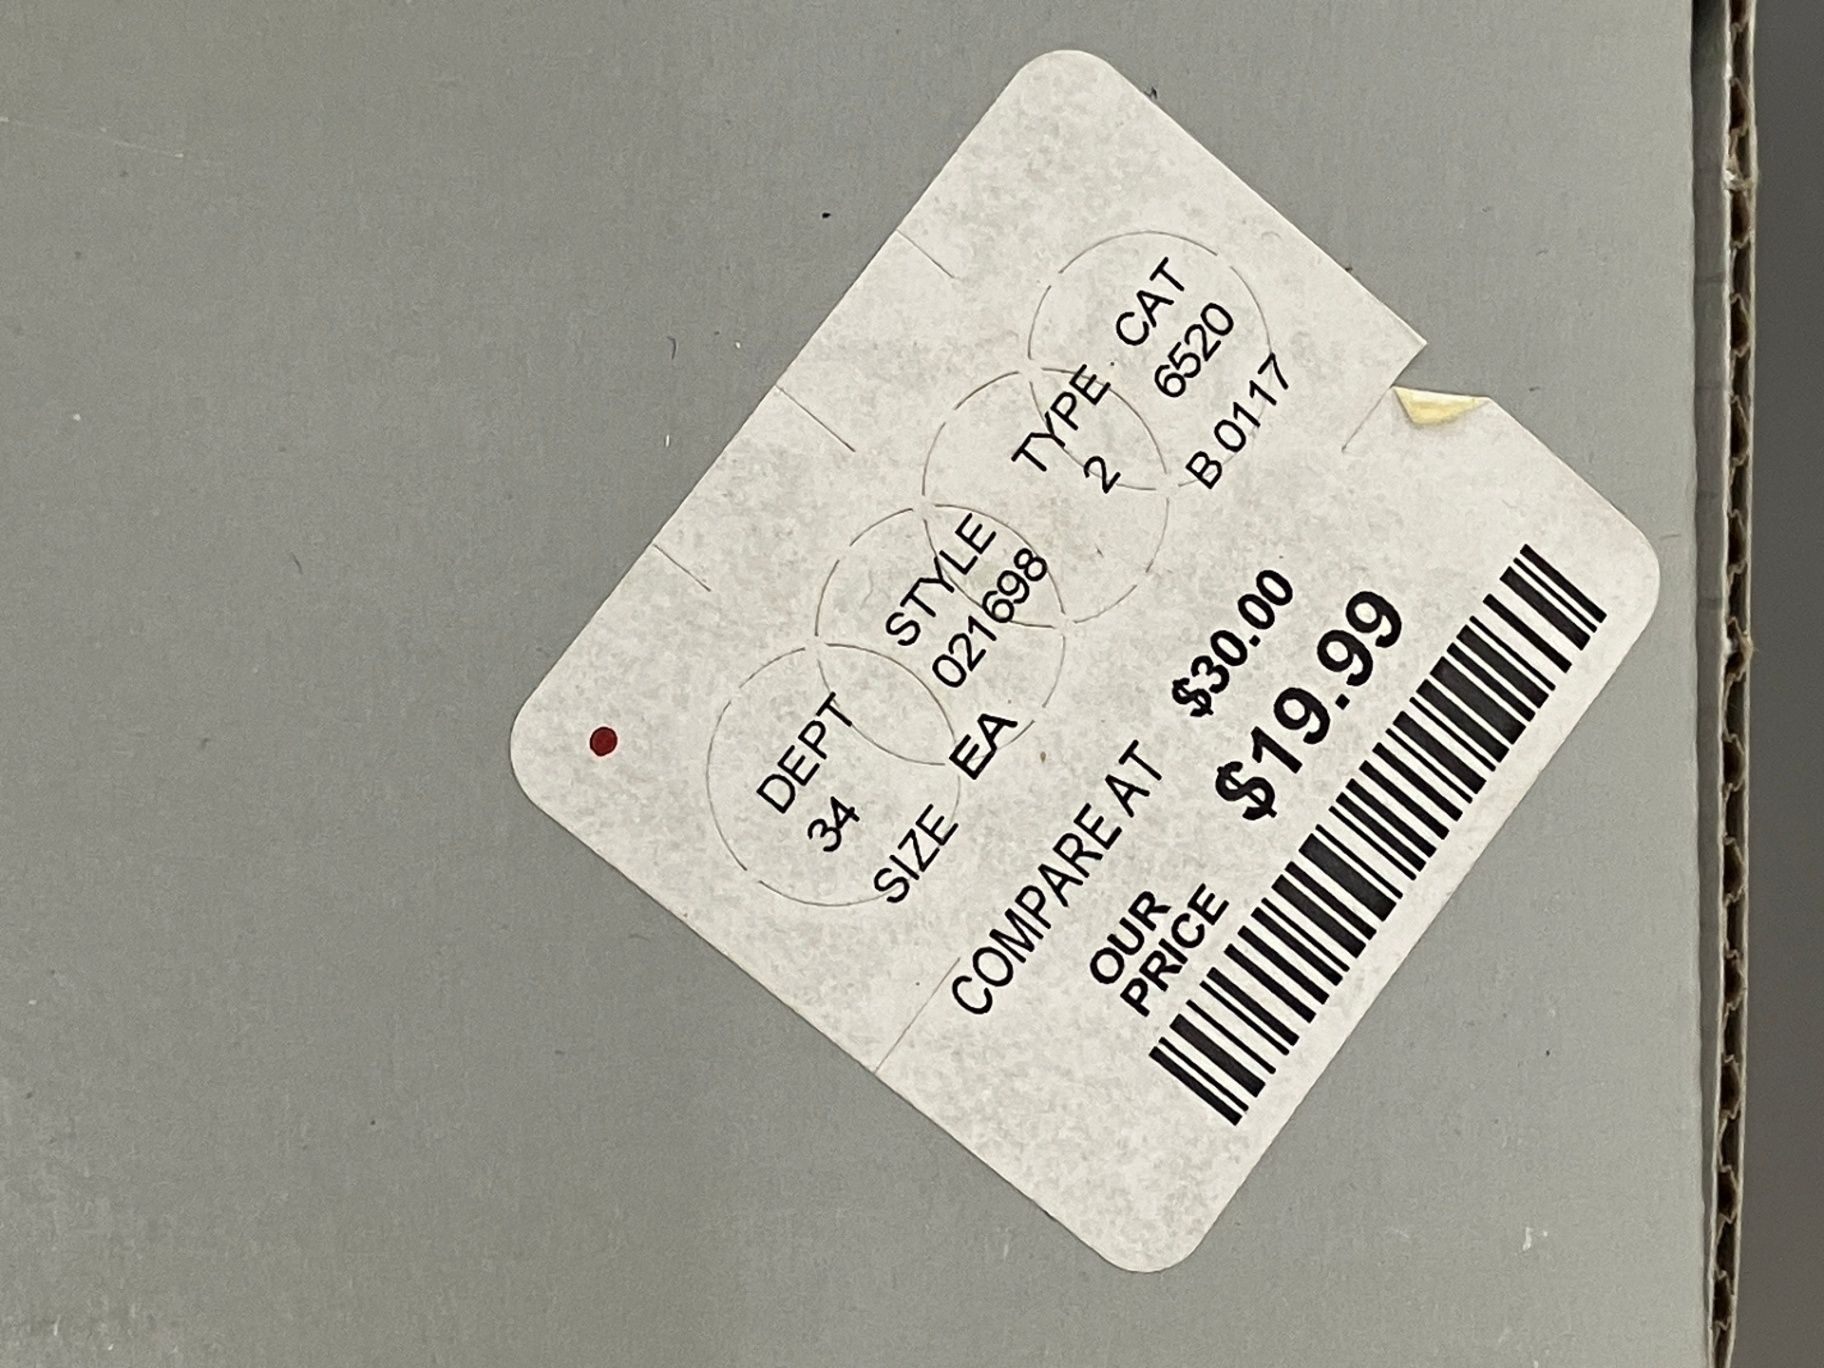 DEPT STYLE TYPE CAT
34 021698 2 6520
SIZE EA B 0117
COMPARE AT $30.00
OUR PRICE $19.99